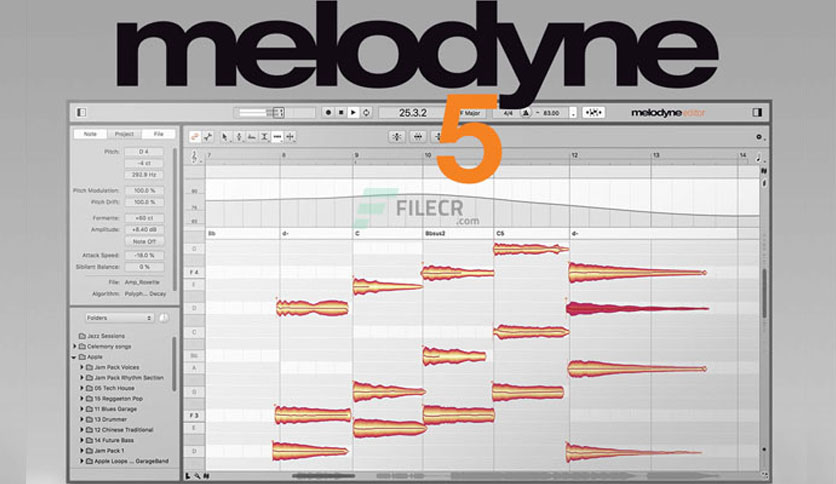 melodyne
5
25.3.2
F Major
4/4
83.00
melodyne editor
Note Project File
Pitch: D 4
-4 ct
292.9 Hz
Pitch Modulation: 100.0 %
Pitch Drift: 100.0 %
Formants: +60 ct
Amplitude: +6.40 dB
Note Off
Attack Speed: -18.0 %
Sibilant Balance: 0 %
File: Amp_Rosette
Algorithm: Polyph... Decay
7 8 9 10 12 13 14
FILECR
.com
Bb d- C Bbsus2 C5 d-
G
F 4
E
D
C
Bb
A
G
F 3
E
D
Folders
Jazz Sessions
Celemony songs
Apple
Jam Pack Voices
Jam Pack Rhythm Section
05 Tech House
15 Reggaeton Pop
11 Blues Garage
13 Drummer
12 Chinese Traditional
14 Future Bass
Jam Pack 1
Apple Loops ... GarageBand